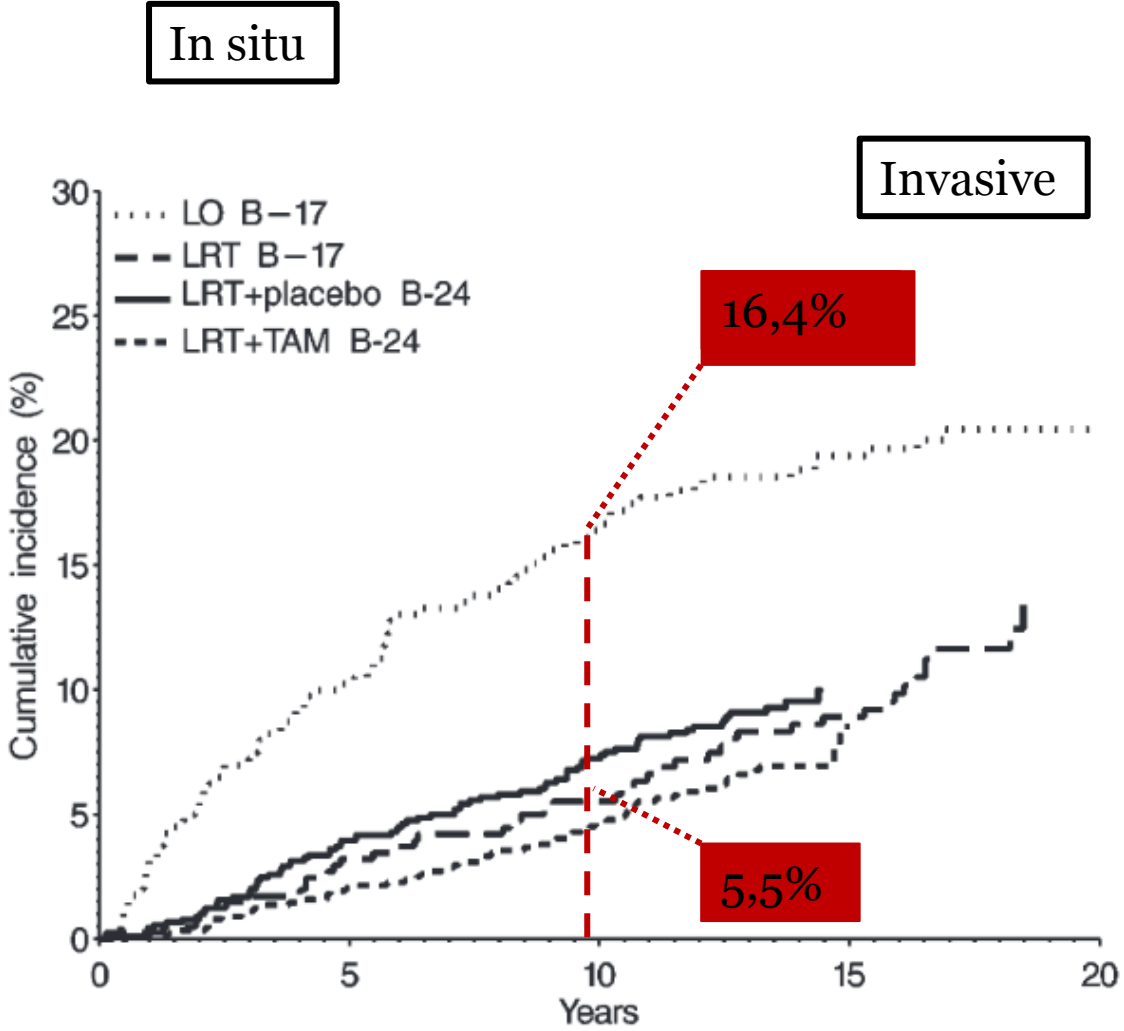 In situ
Invasive
30
25
20
15
10
5
0
Cumulative incidence (%)
LO B–17
LRT B–17
LRT+placebo B-24
LRT+TAM B-24
16,4%
5,5%
0 5 10 15 20
Years